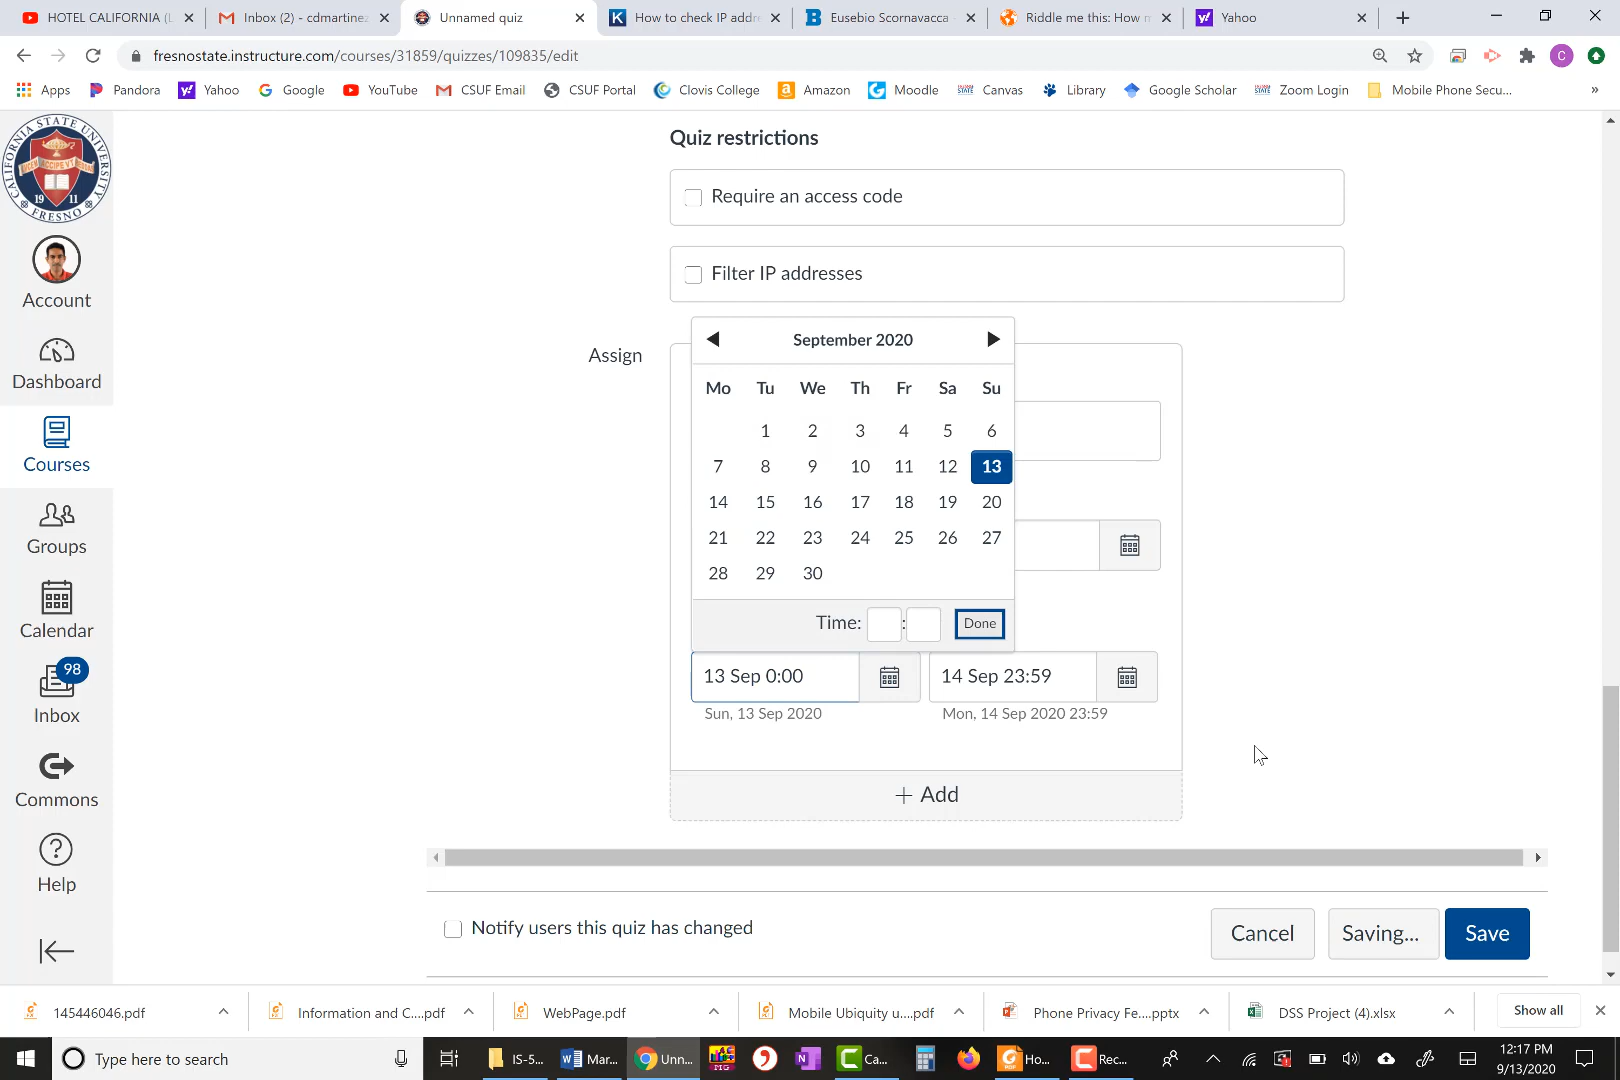 HOTEL CALIFORNIA (L
Inbox (2) - cdmartinez
Unnamed quiz
How to check IP addr
Eusebio Scornavacca
Riddle me this: How m
Yahoo
fresnostate.instructure.com/courses/31859/quizzes/109835/edit
C
Apps
Pandora
Yahoo
Google
YouTube
CSUF Email
CSUF Portal
Clovis College
Amazon
Moodle
Canvas
Library
Google Scholar
Zoom Login
Mobile Phone Secu...
»
CALIFORNIA STATE UNIVERSITY
19 11
FRESNO
Account
Dashboard
Courses
Groups
Calendar
98
Inbox
Commons
Help
Quiz restrictions
Require an access code
Filter IP addresses
Assign
September 2020
Mo Tu We Th Fr Sa Su
1 2 3 4 5 6
7 8 9 10 11 12 13
14 15 16 17 18 19 20
21 22 23 24 25 26 27
28 29 30
Time: : Done
13 Sep 0:00
14 Sep 23:59
Sun, 13 Sep 2020
Mon, 14 Sep 2020 23:59
+ Add
Notify users this quiz has changed
Cancel
Saving...
Save
145446046.pdf
Information and C....pdf
WebPage.pdf
Mobile Ubiquity u....pdf
Phone Privacy Fe....pptx
DSS Project (4).xlsx
Show all
Type here to search
IS-5...
Mar...
Unn...
Ca...
Ho...
Rec...
12:17 PM
9/13/2020